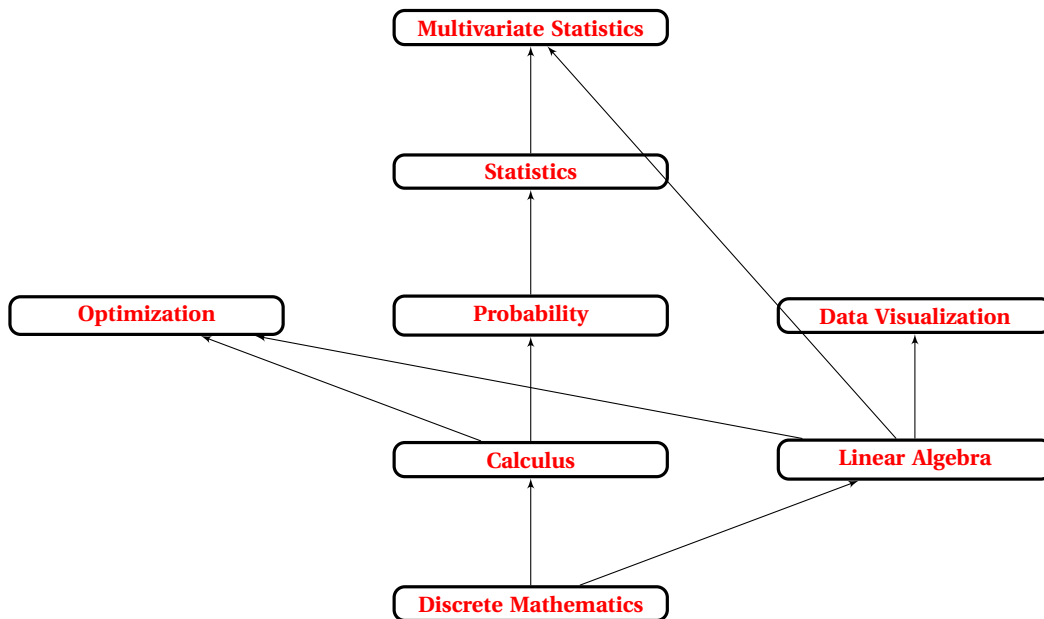 Multivariate Statistics
Statistics
Optimization
Probability
Data Visualization
Calculus
Linear Algebra
Discrete Mathematics